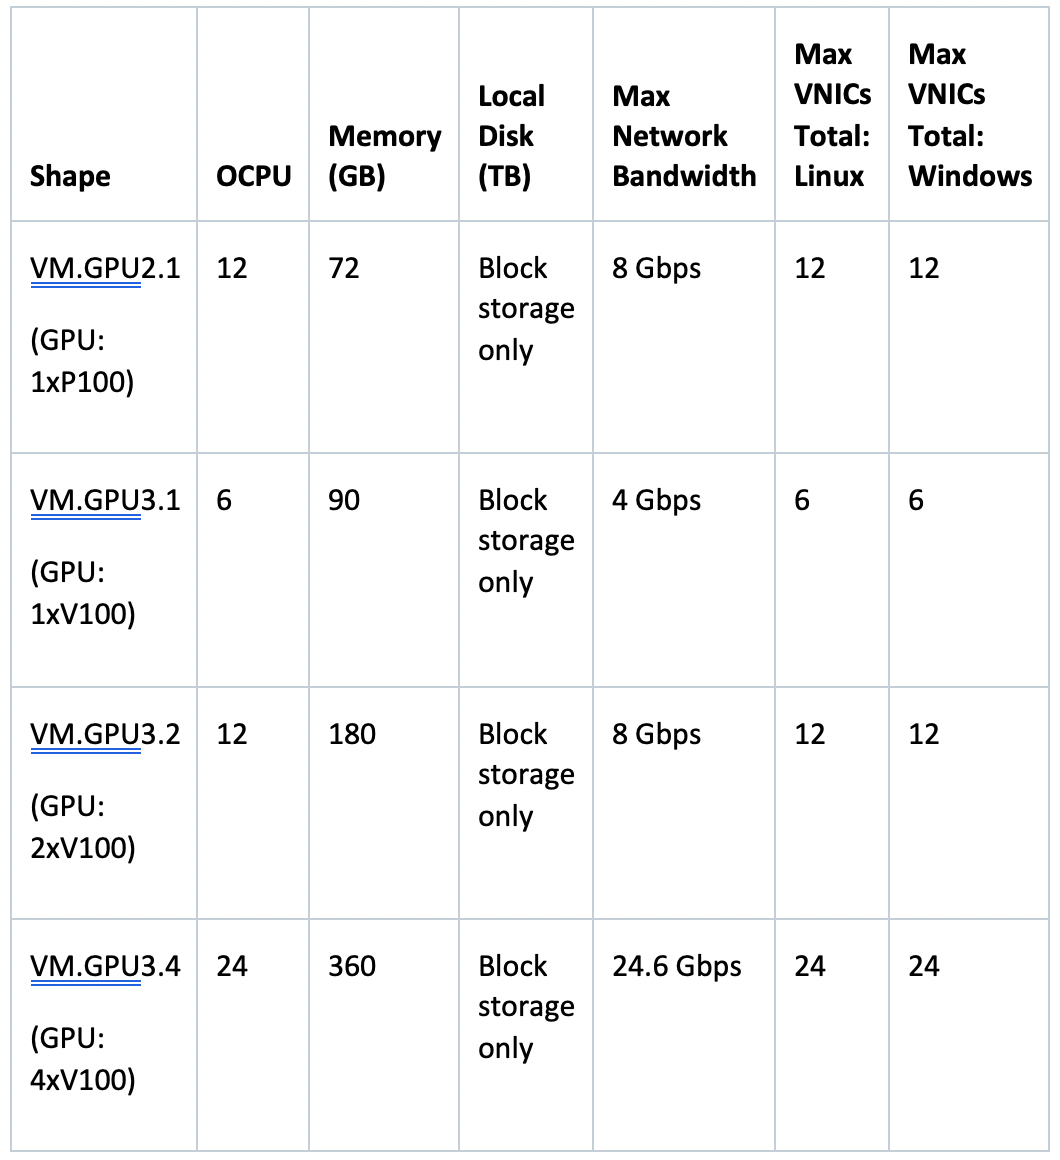 Shape
OCPU
Memory
(GB)
Local
Disk
(TB)
Max
Network
Bandwidth
Max
VNICs
Total:
Linux
Max
VNICs
Total:
Windows
VM.GPU2.1
(GPU:
1xP100)
12
72
Block
storage
only
8 Gbps
12
12
VM.GPU3.1
(GPU:
1xV100)
6
90
Block
storage
only
4 Gbps
6
6
VM.GPU3.2
(GPU:
2xV100)
12
180
Block
storage
only
8 Gbps
12
12
VM.GPU3.4
(GPU:
4xV100)
24
360
Block
storage
only
24.6 Gbps
24
24